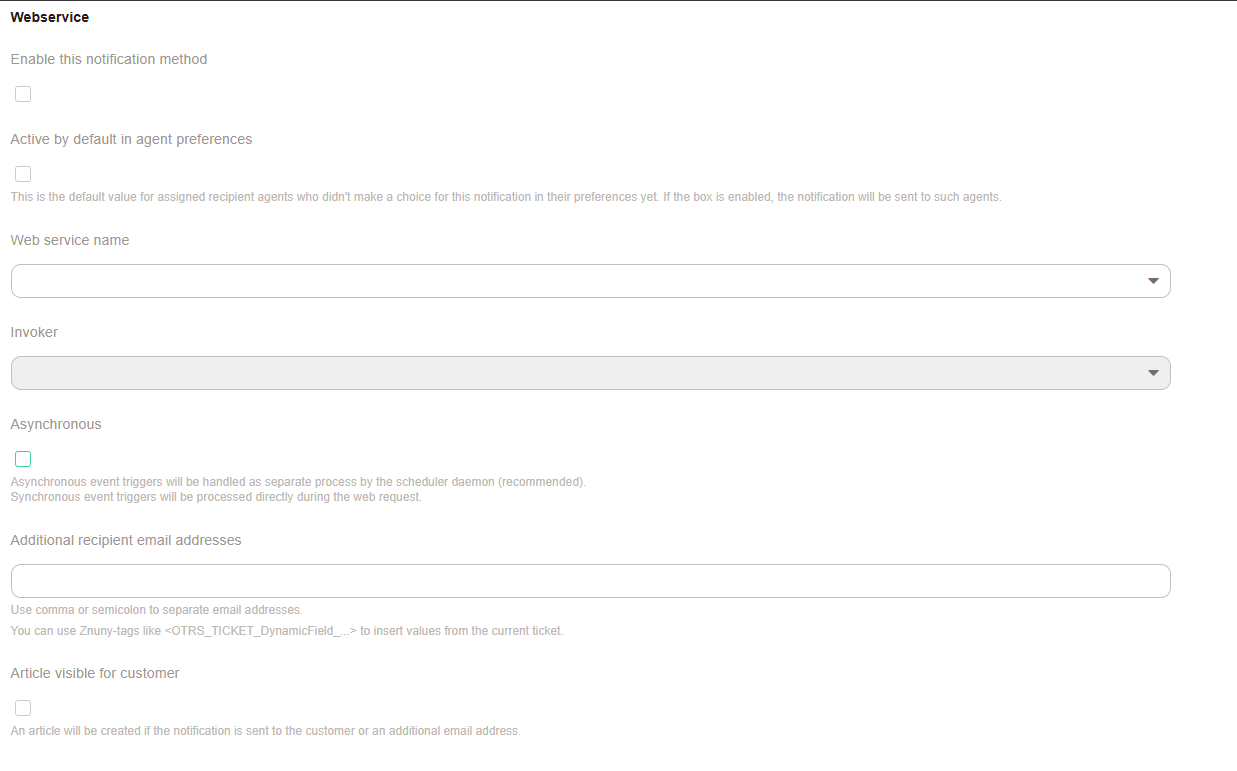 Webservice
Enable this notification method
Active by default in agent preferences
This is the default value for assigned recipient agents who didn't make a choice for this notification in their preferences yet. If the box is enabled, the notification will be sent to such agents.
Web service name
Invoker
Asynchronous
Asynchronous event triggers will be handled as separate process by the scheduler daemon (recommended).
Synchronous event triggers will be processed directly during the web request.
Additional recipient email addresses
Use comma or semicolon to separate email addresses.
You can use Znuny-tags like <OTRS_TICKET_DynamicField_...> to insert values from the current ticket.
Article visible for customer
An article will be created if the notification is sent to the customer or an additional email address.